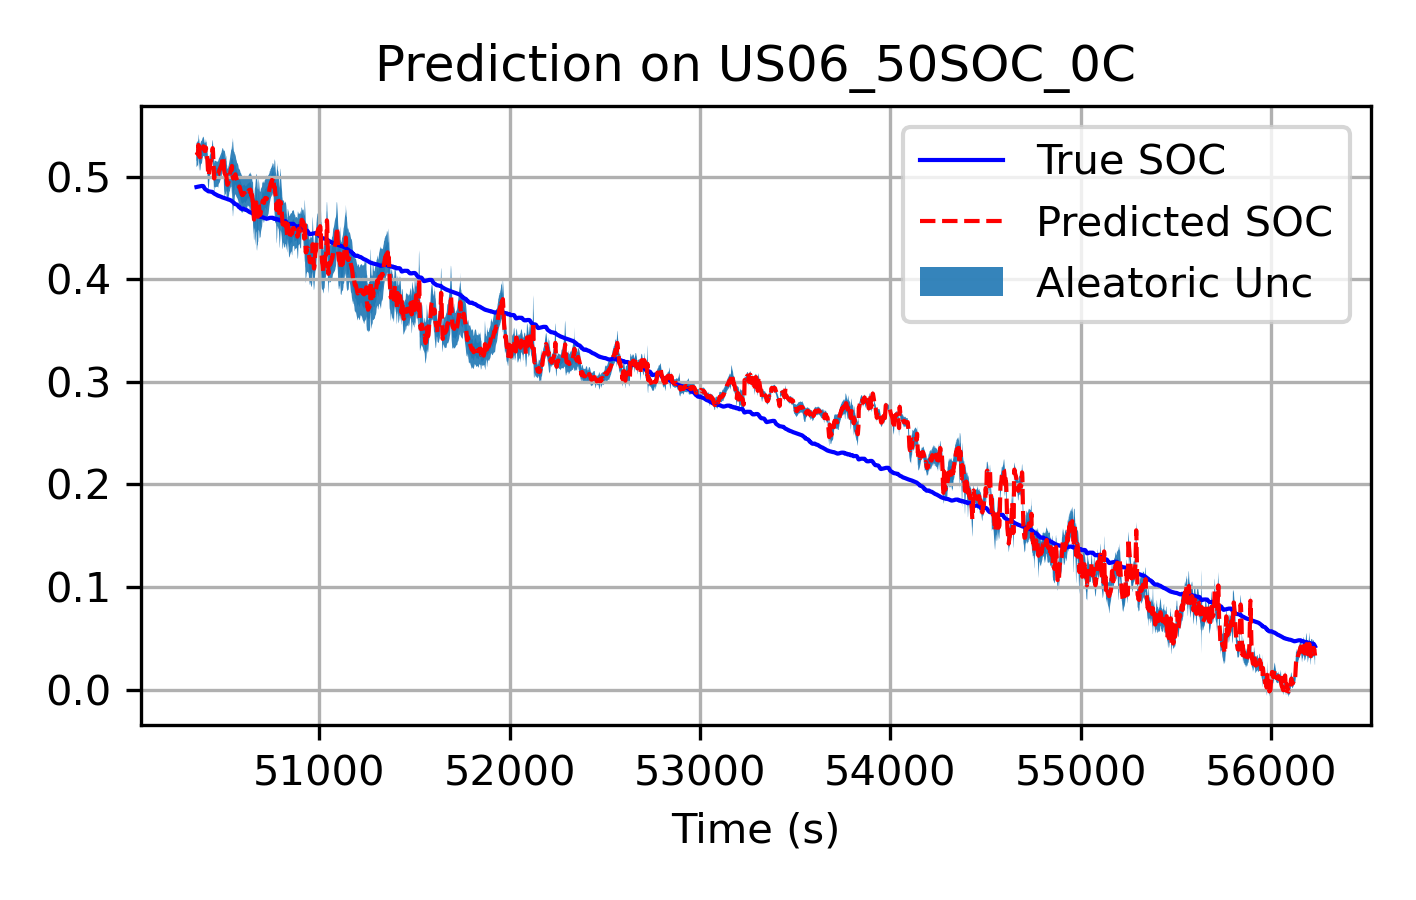 Prediction on US06_50SOC_0C
True SOC
Predicted SOC
Aleatoric Unc
0.5
0.4
0.3
0.2
0.1
0.0
51000 52000 53000 54000 55000 56000
Time (s)